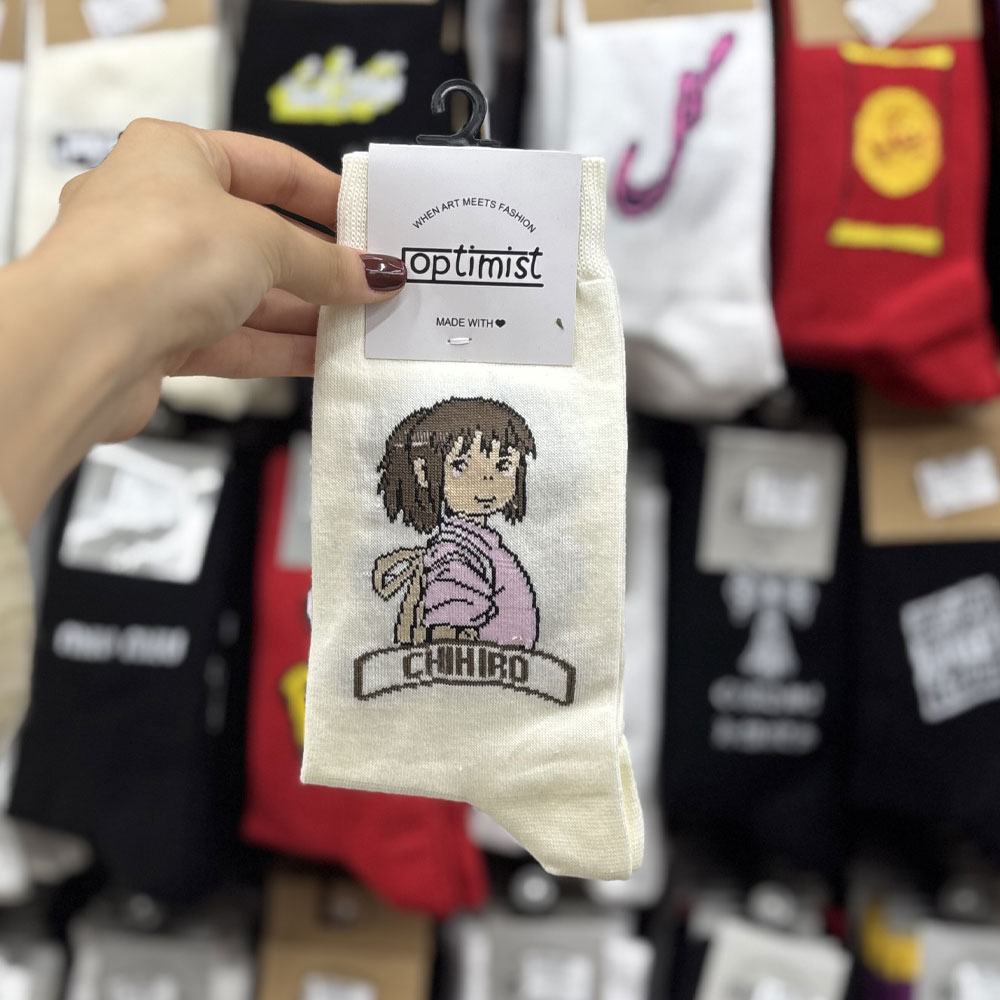 WHEN ART MEETS FASHION
optimist
MADE WITH❤
CHIHIRO